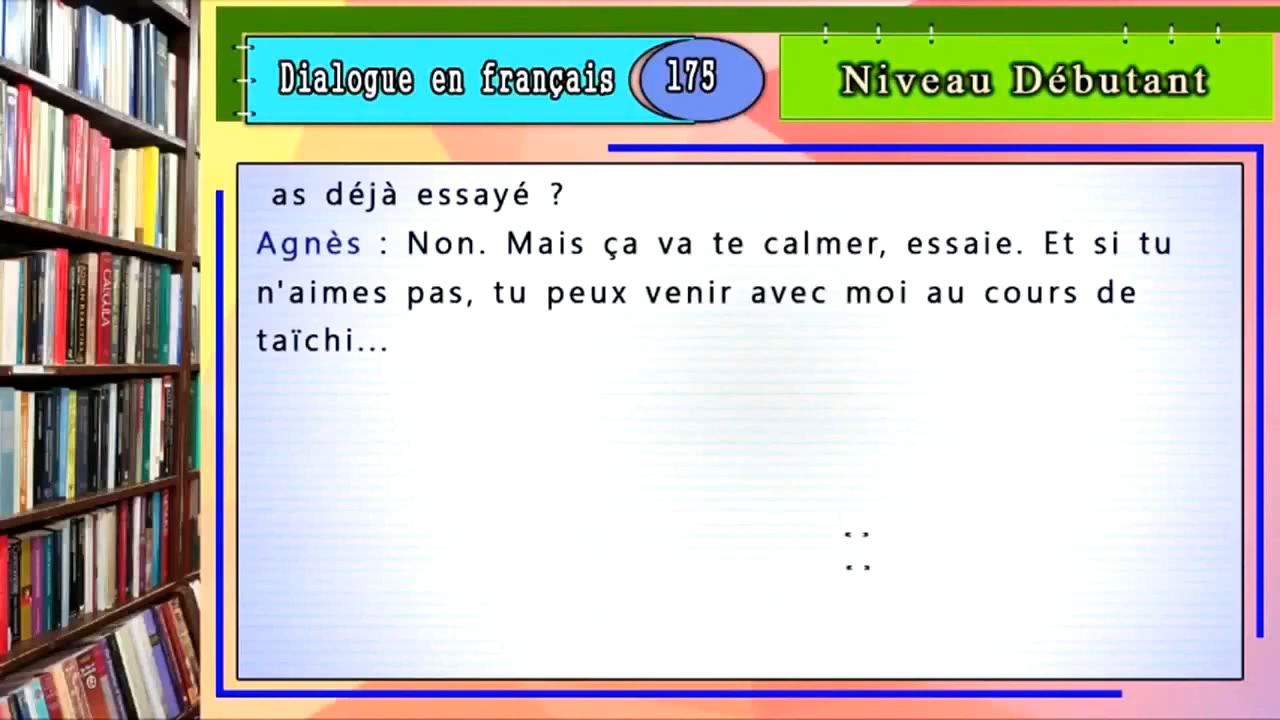 Dialogue en français 175
Niveau Débutant
as déjà essayé ?
Agnès : Non. Mais ça va te calmer, essaie. Et si tu
n'aimes pas, tu peux venir avec moi au cours de
taïchi...
CALCULA